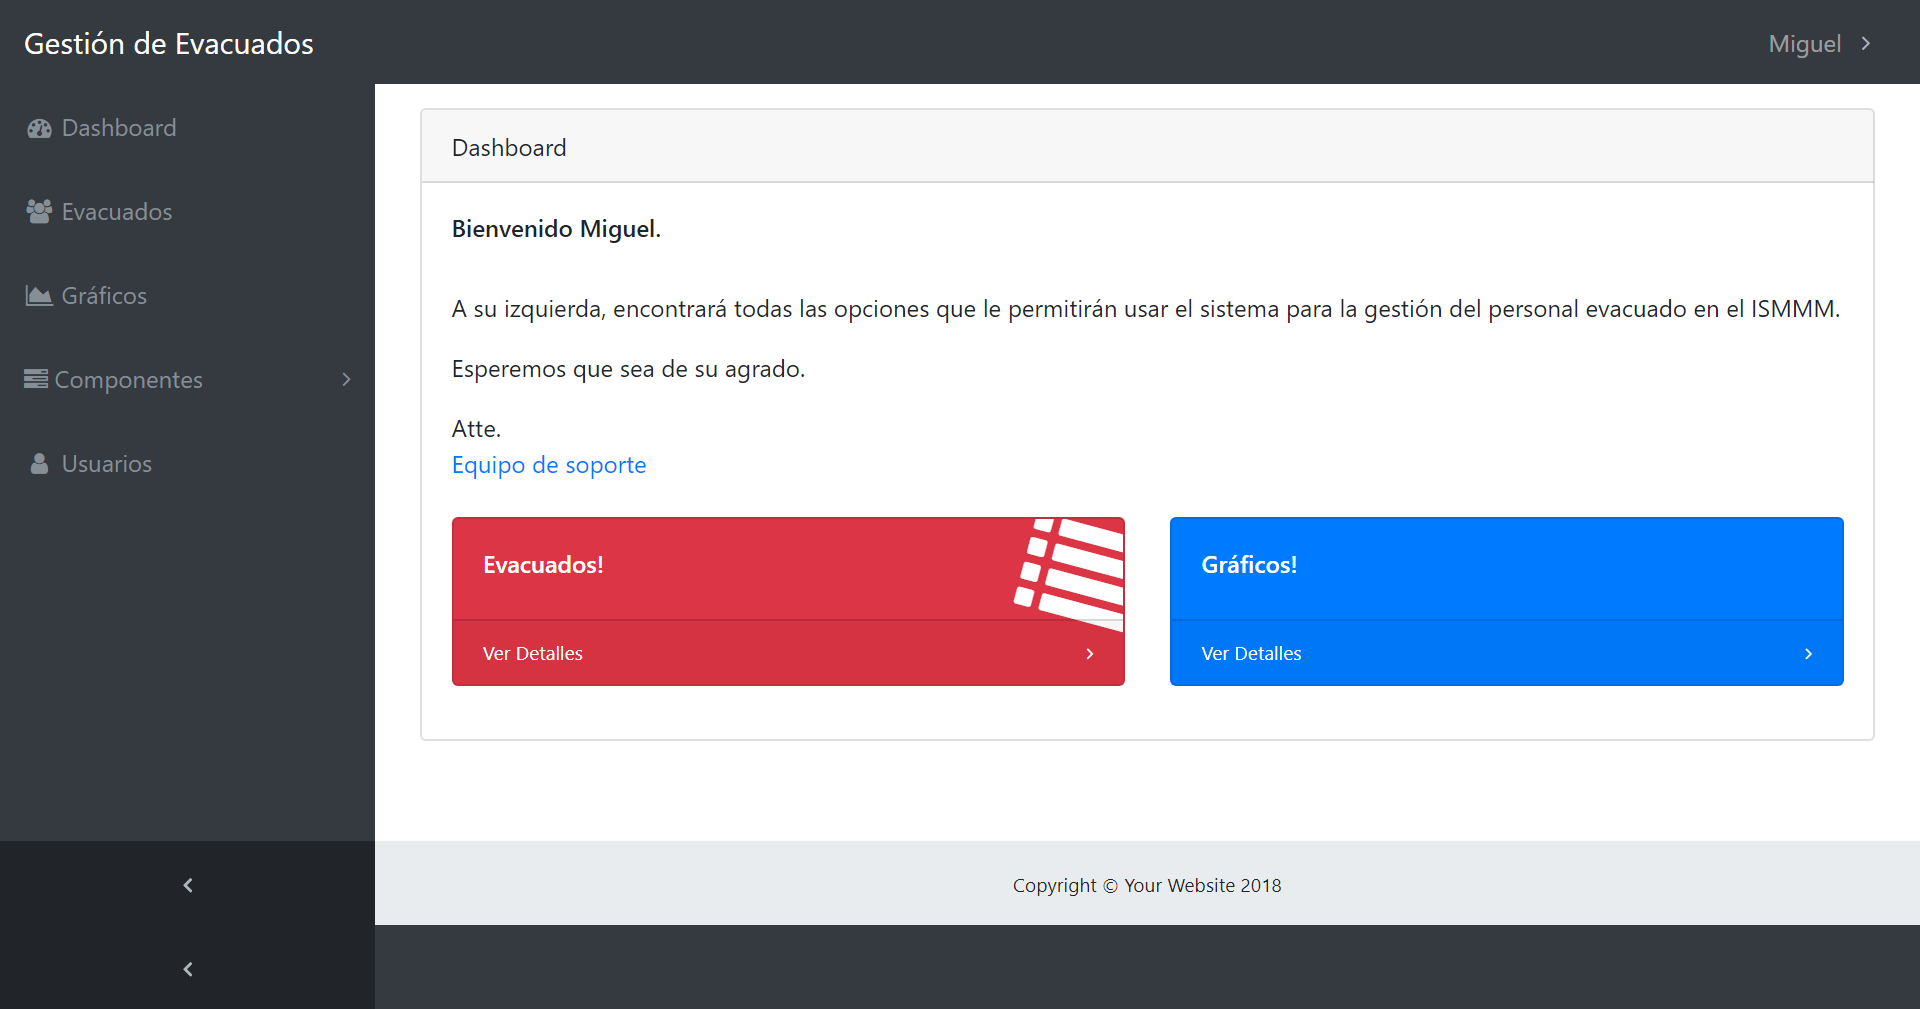 Gestión de Evacuados
Miguel
Dashboard
Evacuados
Gráficos
Componentes
Usuarios
Dashboard
Bienvenido Miguel.
A su izquierda, encontrará todas las opciones que le permitirán usar el sistema para la gestión del personal evacuado en el ISMMM.
Esperemos que sea de su agrado.
Atte.
Equipo de soporte
Evacuados!
Ver Detalles
Gráficos!
Ver Detalles
Copyright © Your Website 2018